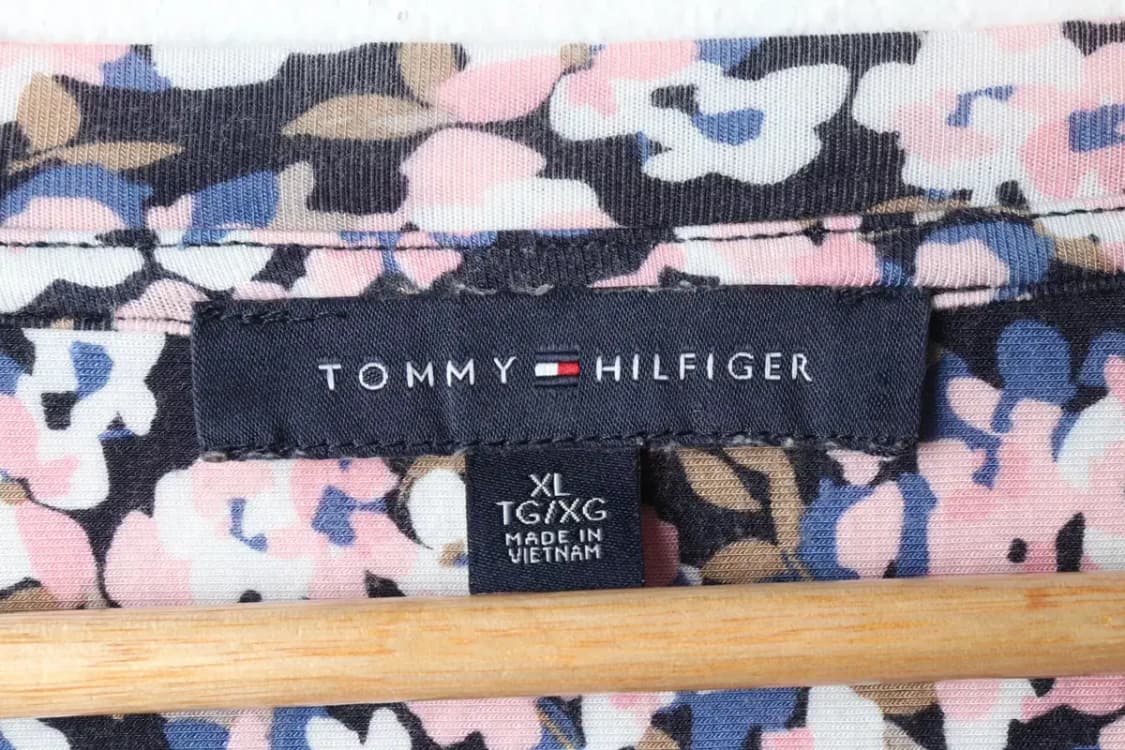 TOMMY HILFIGER
XL
TG/XG
MADE IN
VIETNAM